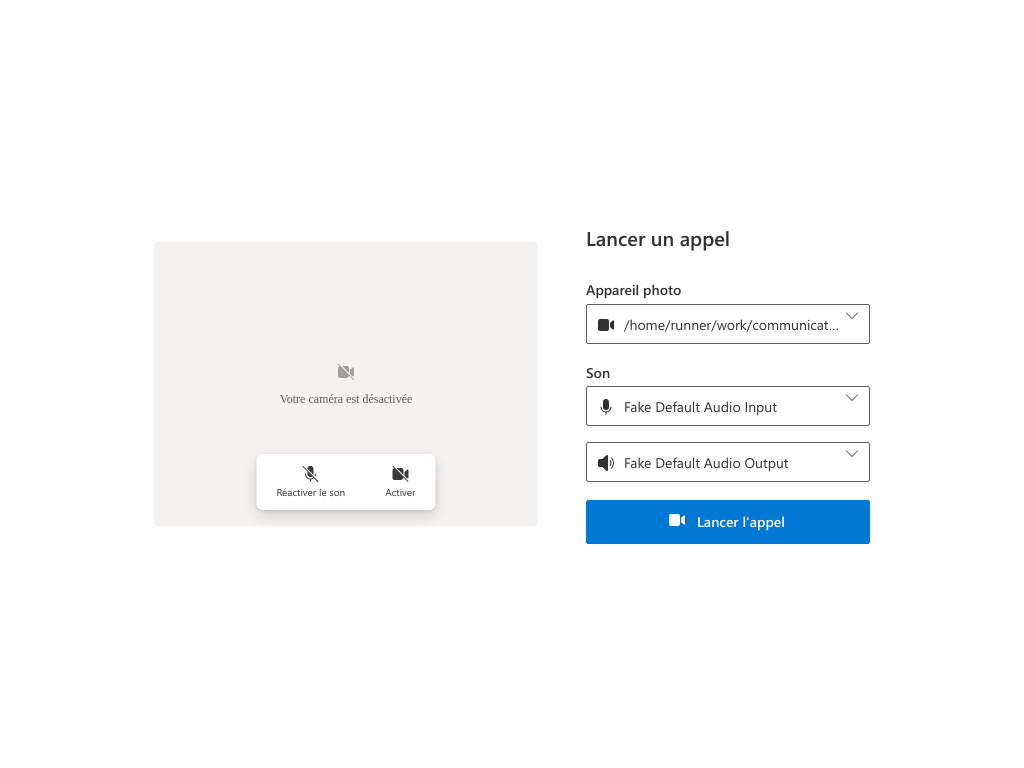 Lancer un appel
Appareil photo
/home/runner/work/communicat...
Votre caméra est désactivée
Son
Fake Default Audio Input
Fake Default Audio Output
Réactiver le son
Activer
Lancer l'appel